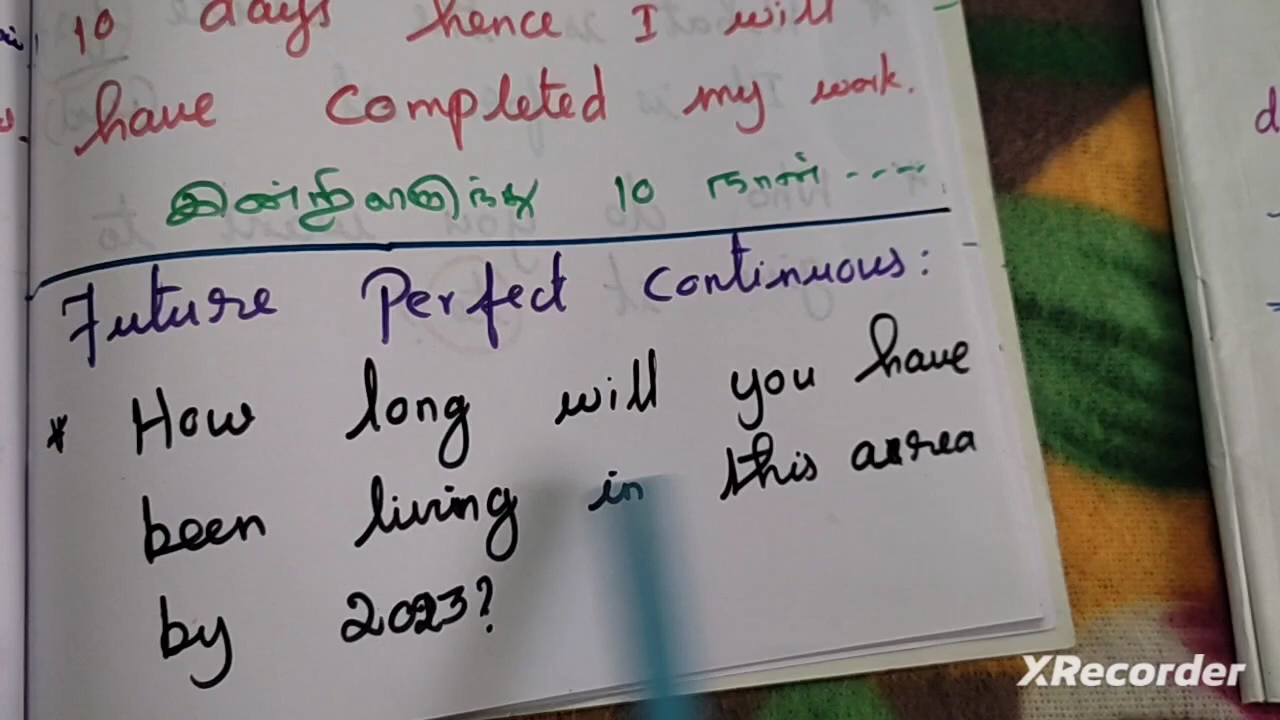 10 days hence I will
have completed my work.
இன்றிலிருந்து 10 நாள் ----
Future Perfect Continuous:
* How long will you have
been living in this area
by 2023?
XRecorder